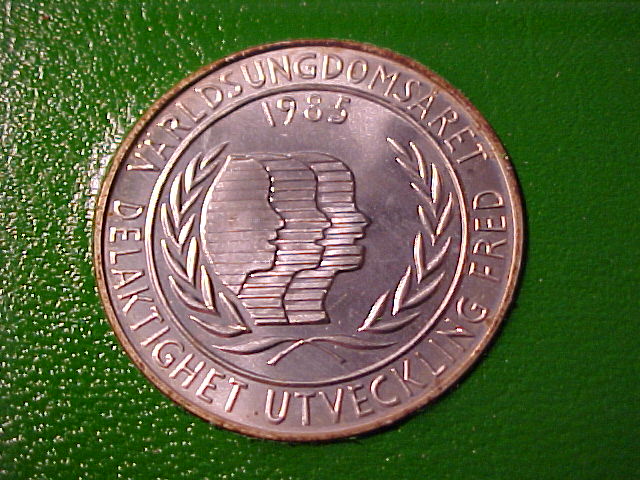 VÄRLDSUNGDOMSÅRET
1985
DELAKTIGHET UTVECKLING FRED